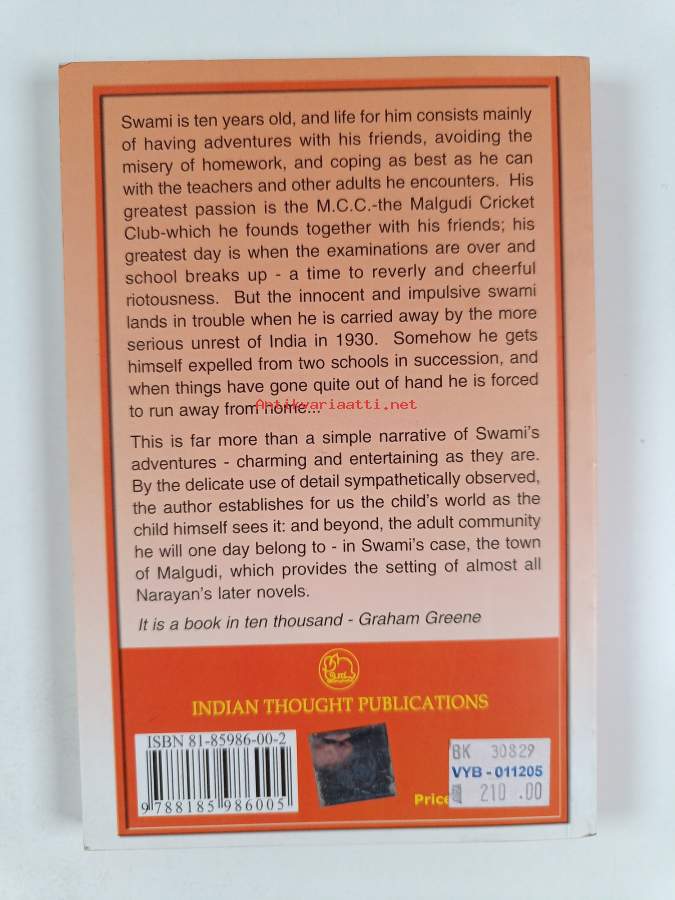 Swami is ten years old, and life for him consists mainly
of having adventures with his friends, avoiding the
misery of homework, and coping as best as he can
with the teachers and other adults he encounters. His
greatest passion is the M.C.C.-the Malgudi Cricket
Club-which he founds together with his friends; his
greatest day is when the examinations are over and
school breaks up - a time to reverly and cheerful
riotousness. But the innocent and impulsive swami
lands in trouble when he is carried away by the more
serious unrest of India in 1930. Somehow he gets
himself expelled from two schools in succession, and
when things have gone quite out of hand he is forced
to run away from home...
Antikvariaatti.net
This is far more than a simple narrative of Swami's
adventures - charming and entertaining as they are.
By the delicate use of detail sympathetically observed,
the author establishes for us the child's world as the
child himself sees it: and beyond, the adult community
he will one day belong to - in Swami's case, the town
of Malgudi, which provides the setting of almost all
Narayan's later novels.
It is a book in ten thousand - Graham Greene
INDIAN THOUGHT PUBLICATIONS
ISBN 81-85986-00-2
9 788185 986005
BK 30829
VYB - 011205
210 .00
Price